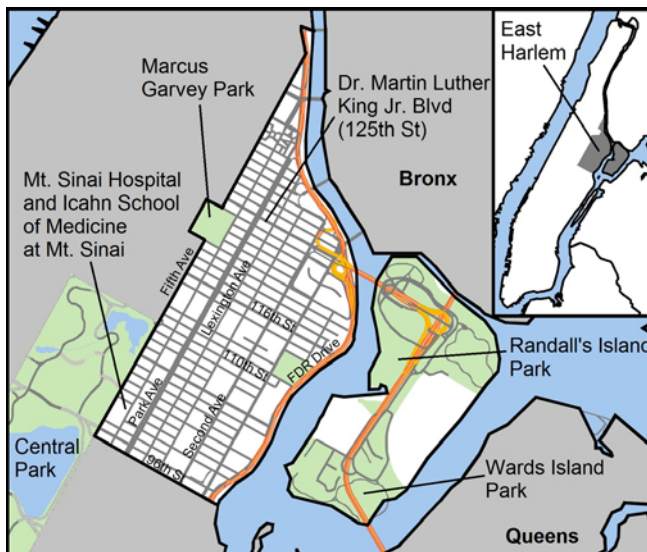 Marcus
Garvey Park
Dr. Martin Luther
King Jr. Blvd
(125th St)
East
Harlem
Mt. Sinai Hospital
and Icahn School
of Medicine
at Mt. Sinai
Bronx
Fifth Ave
Lexington Ave
116th St
110th St
FDR Drive
Park Ave
Second Ave
96th St
Central
Park
Randall's Island
Park
Wards Island
Park
Queens